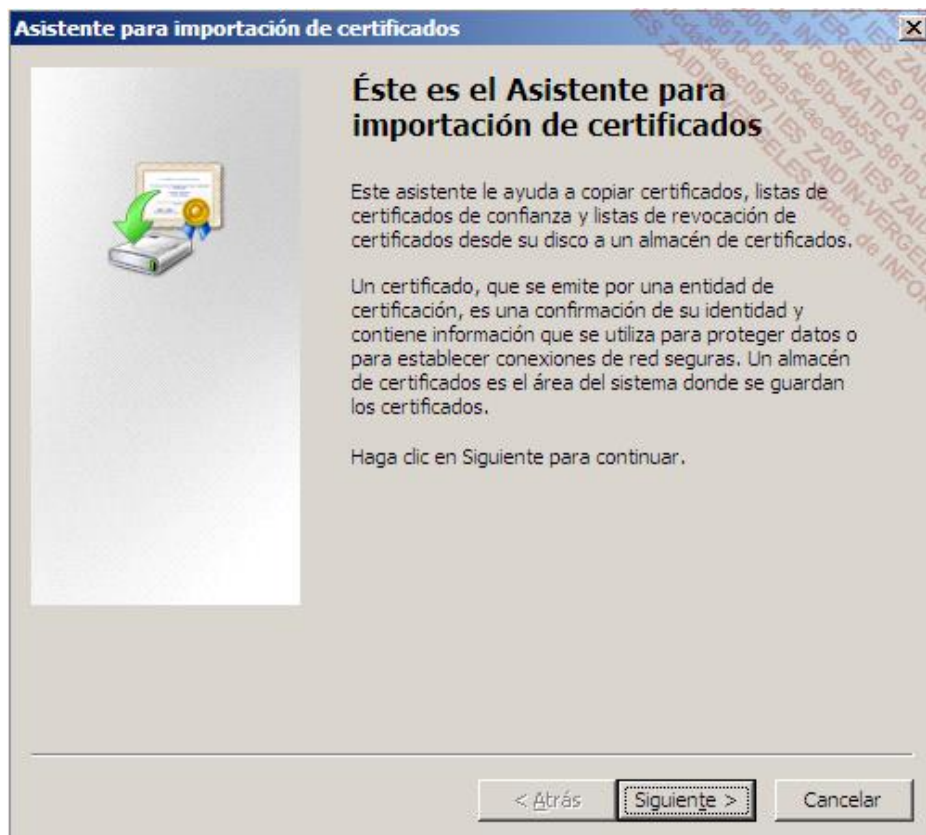 Asistente para importación de certificados
Éste es el Asistente para
importación de certificados
Este asistente le ayuda a copiar certificados, listas de
certificados de confianza y listas de revocación de
certificados desde su disco a un almacén de certificados.
Un certificado, que se emite por una entidad de
certificación, es una confirmación de su identidad y
contiene información que se utiliza para proteger datos o
para establecer conexiones de red seguras. Un almacén
de certificados es el área del sistema donde se guardan
los certificados.
Haga clic en Siguiente para continuar.
< Atrás
Siguiente >
Cancelar